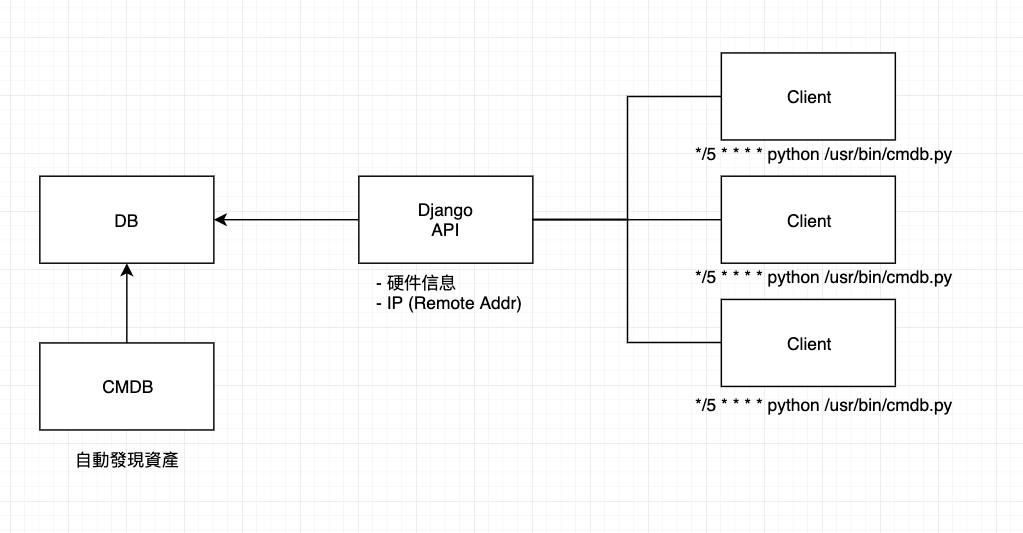 Client
*/5 * * * * python /usr/bin/cmdb.py
DB
Django
API
Client
- 硬件信息
- IP (Remote Addr)
*/5 * * * * python /usr/bin/cmdb.py
CMDB
Client
*/5 * * * * python /usr/bin/cmdb.py
自動發現資產